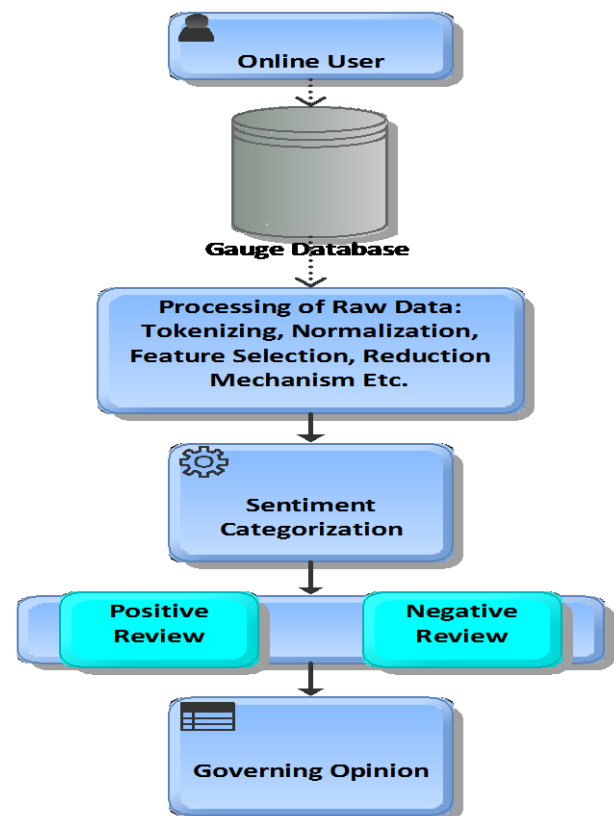 Online User
Gauge Database
Processing of Raw Data:
Tokenizing, Normalization,
Feature Selection, Reduction
Mechanism Etc.
Sentiment
Categorization
Positive
Review
Negative
Review
Governing Opinion